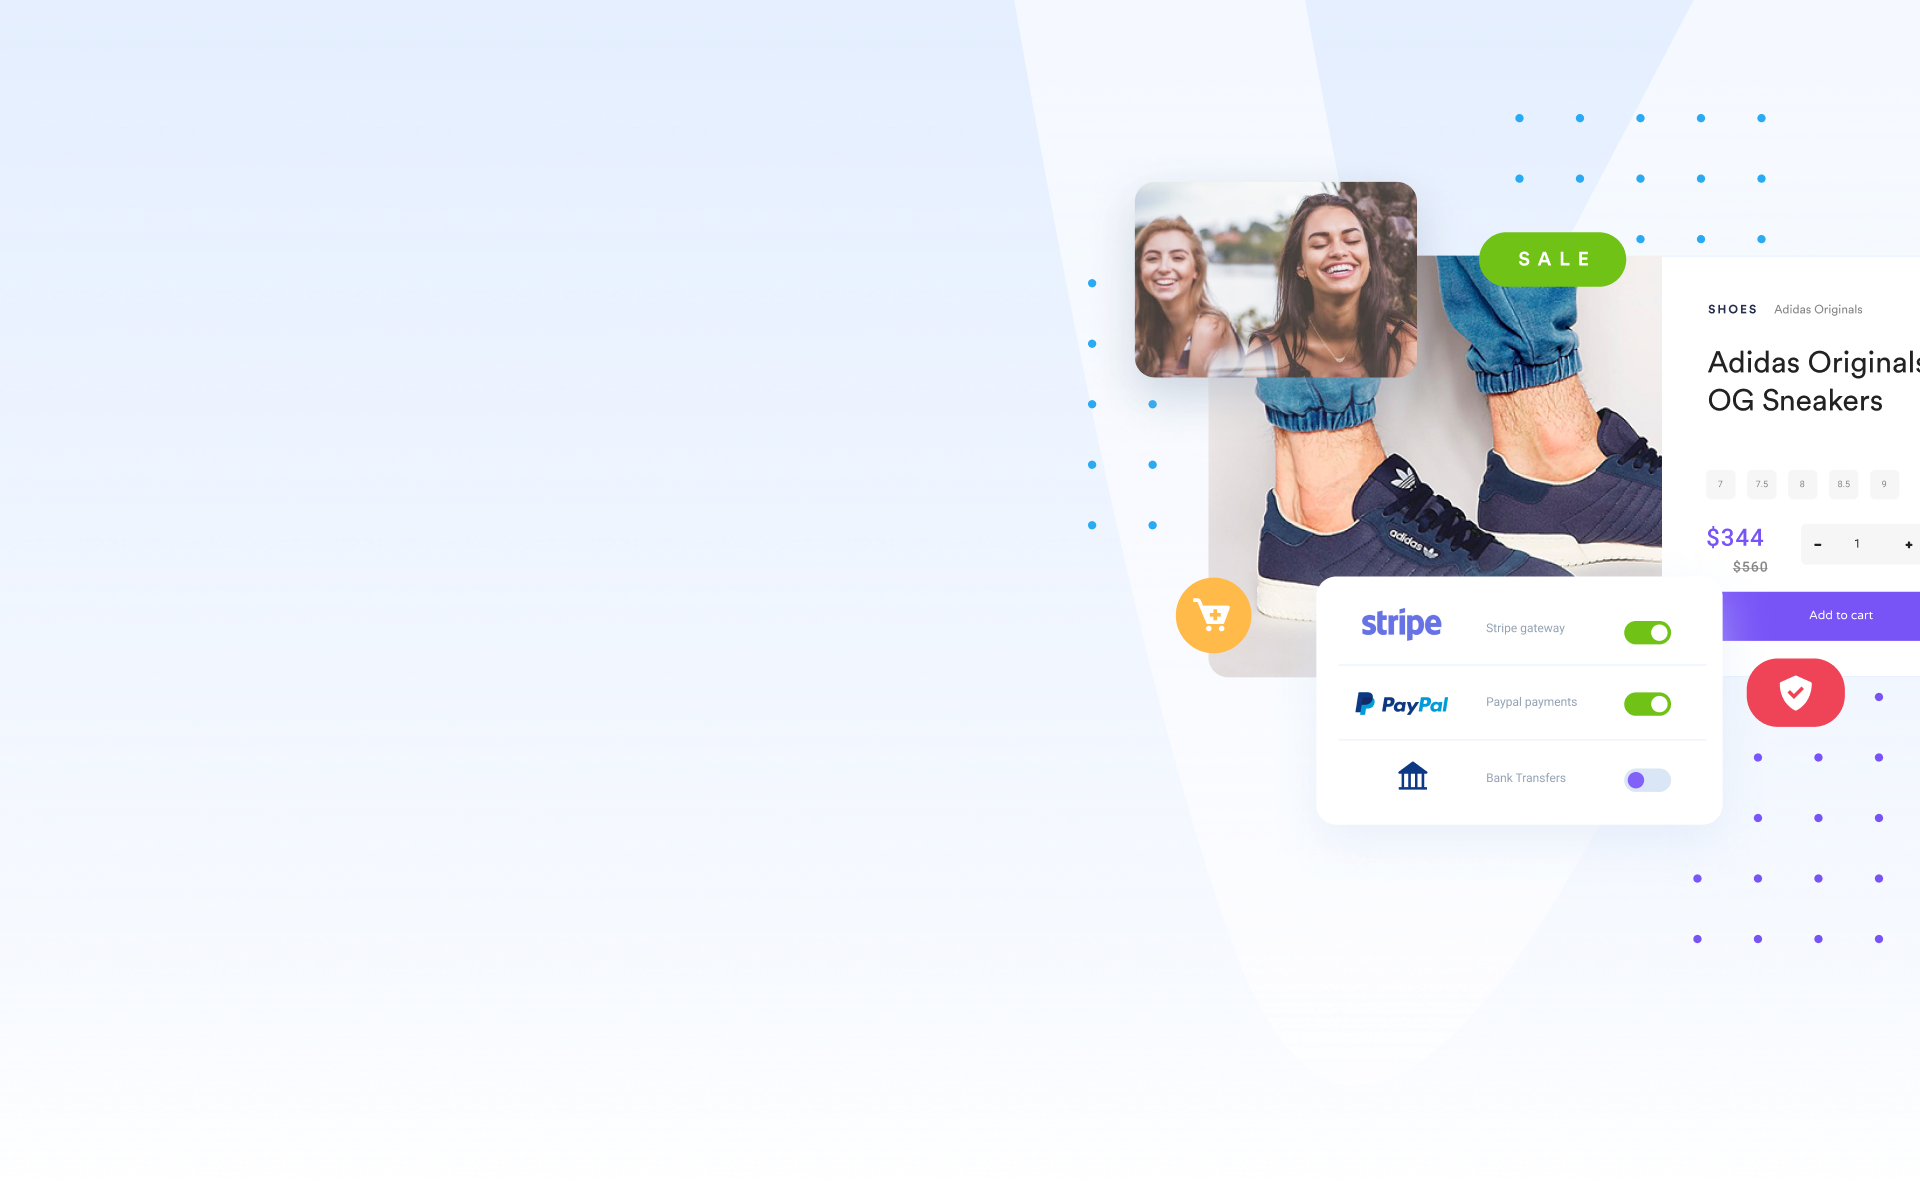 SALE
SHOES Adidas Originals
Adidas Originals
OG Sneakers
7 7.5 8 8.5 9
$344
- 1 +
$560
Add to cart
adidas
stripe Stripe gateway
PayPal Paypal payments
Bank Transfers